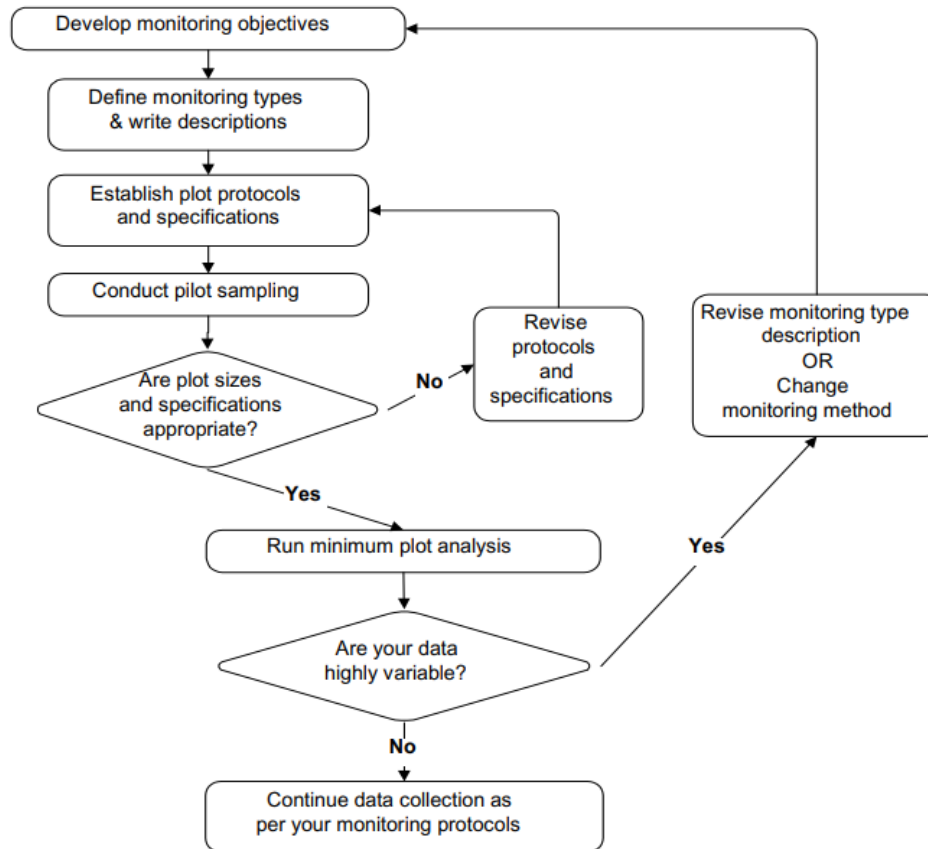 Develop monitoring objectives
Define monitoring types
& write descriptions
Establish plot protocols
and specifications
Conduct pilot sampling
Are plot sizes
and specifications
appropriate?
No
Revise
protocols
and
specifications
Revise monitoring type
description
OR
Change
monitoring method
Yes
Run minimum plot analysis
Yes
Are your data
highly variable?
No
Continue data collection as
per your monitoring protocols